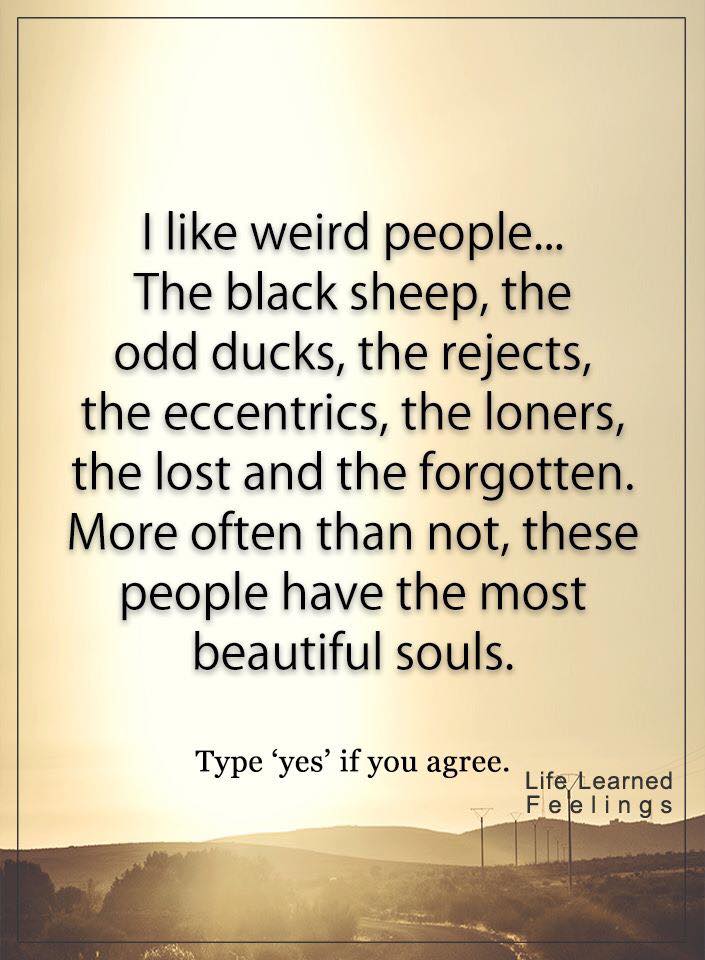 I like weird people...
The black sheep, the
odd ducks, the rejects,
the eccentrics, the loners,
the lost and the forgotten.
More often than not, these
people have the most
beautiful souls.
Type ‘yes’ if you agree.
Life Learned
Feelings